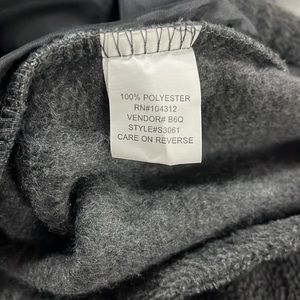 100% POLYESTER
RN#104312
VENDOR# B6Q
STYLE#S3061
CARE ON REVERSE